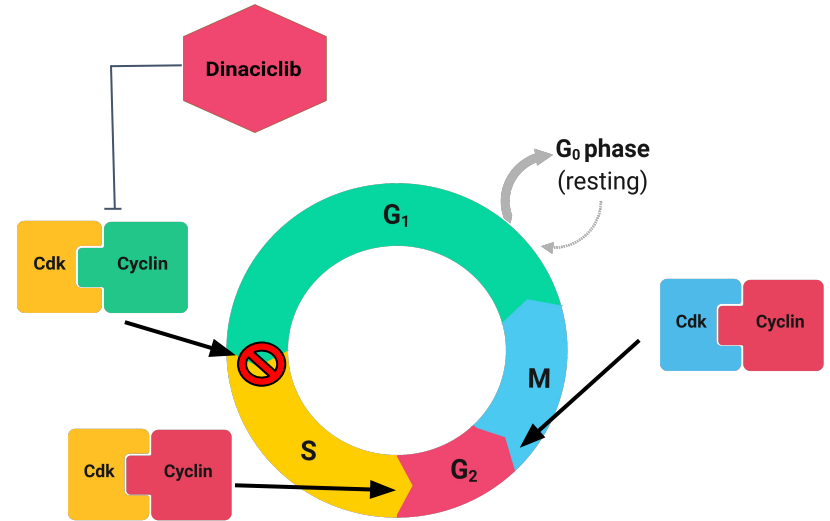 Dinaciclib
G₀ phase
(resting)
G₁
Cdk
Cyclin
Cdk
Cyclin
M
S
G₂
Cdk
Cyclin